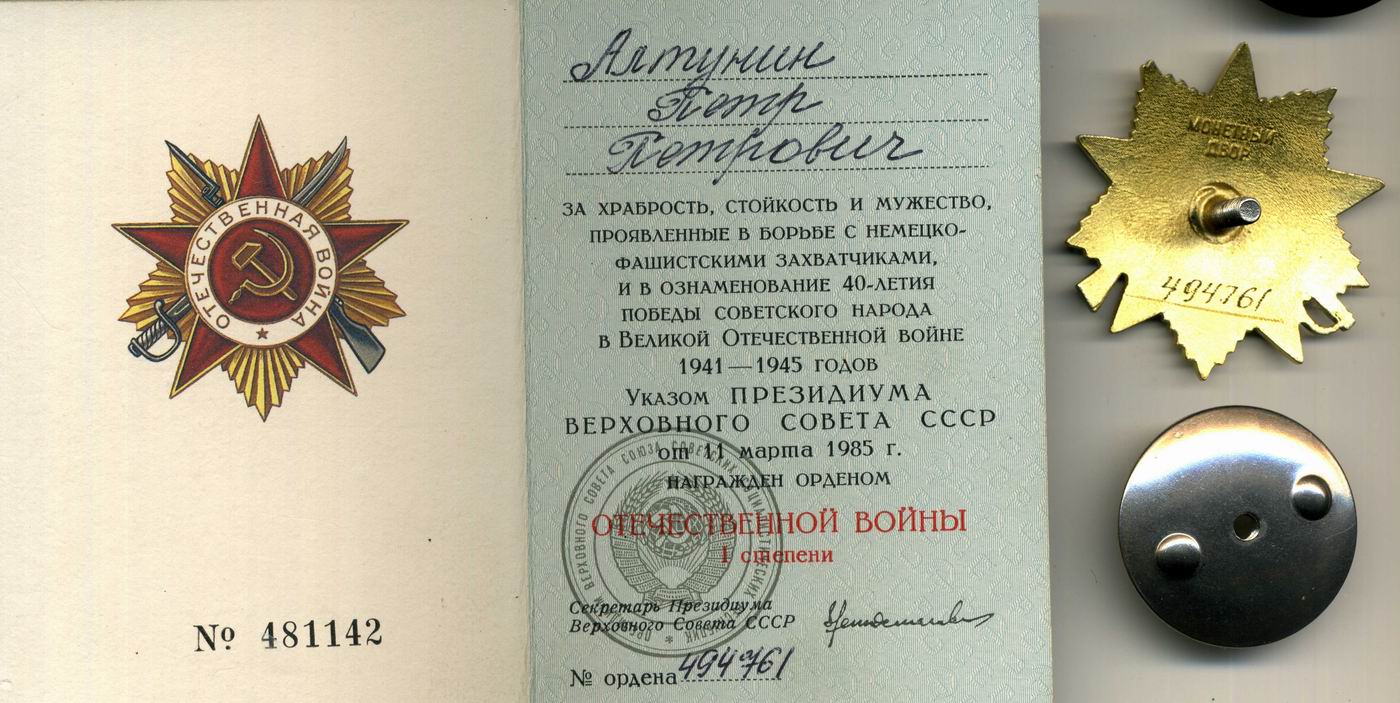 ОТЕЧЕСТВЕННАЯ ВОЙНА
№ 481142
Алтунин
Петр
Петрович
ЗА ХРАБРОСТЬ, СТОЙКОСТЬ И МУЖЕСТВО,
ПРОЯВЛЕННЫЕ В БОРЬБЕ С НЕМЕЦКО-
ФАШИСТСКИМИ ЗАХВАТЧИКАМИ,
И В ОЗНАМЕНОВАНИЕ 40-ЛЕТИЯ
ПОБЕДЫ СОВЕТСКОГО НАРОДА
В ВЕЛИКОЙ ОТЕЧЕСТВЕННОЙ ВОЙНЕ
1941—1945 ГОДОВ
УКАЗОМ ПРЕЗИДИУМА
ВЕРХОВНОГО СОВЕТА СССР
от 11 марта 1985 г.
НАГРАЖДЕН ОРДЕНОМ
ОТЕЧЕСТВЕННОЙ ВОЙНЫ
I степени
Секретарь Президиума
Верховного Совета СССР
№ ордена 494761
МОНЕТНЫЙ
ДВОР
494761